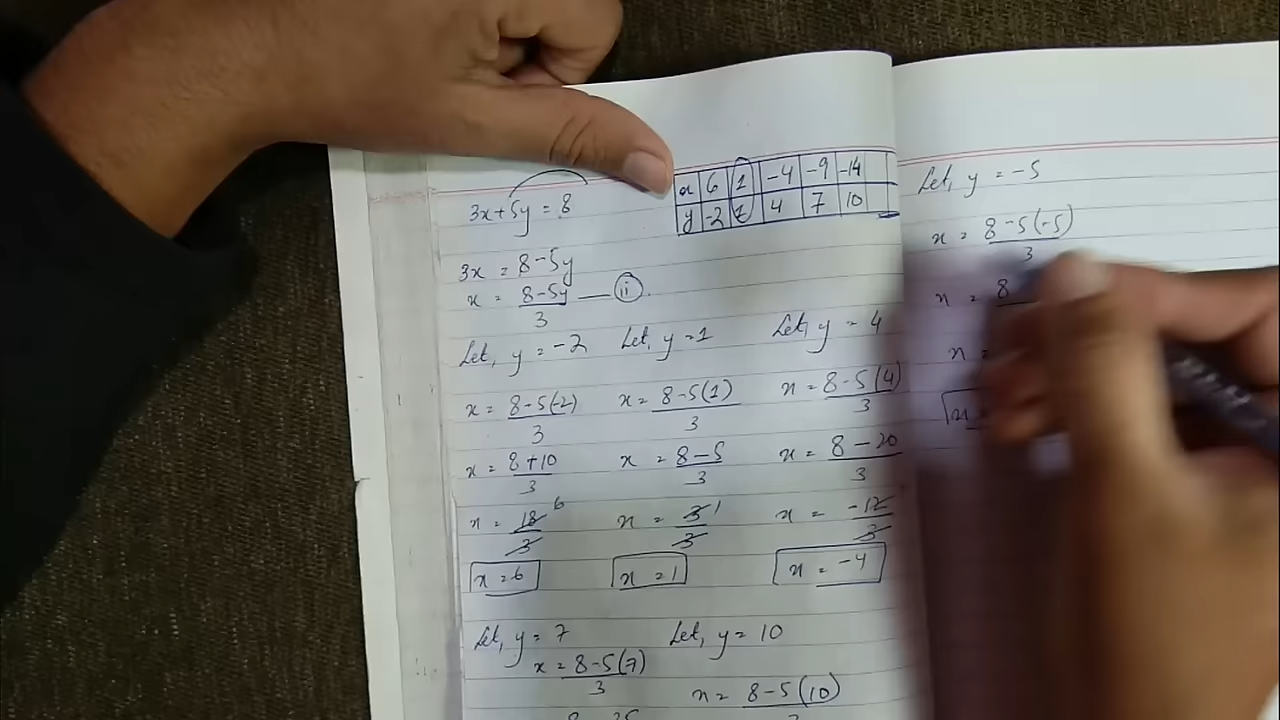 3x+5y = 8
x 6 1 -4 -9 -14
y -2 1 4 7 10
3x = 8-5y
x = 8-5y/3 — (ii).
Let, y = -2 Let, y = 1 Let, y = 4
x = 8-5(-2)/3 x = 8-5(1)/3 x = 8-5(4)/3
x = 8+10/3 x = 8-5/3 x = 8-20/3
x = 18/3 6 x = 3/3 1 x = -12/3
x = 6 x = 1 x = -4
Let, y = 7 Let, y = 10
x = 8-5(7)/3
x = 8-5(10)
Let, y = -5
x = 8-5(-5)/3
x = 8
x =